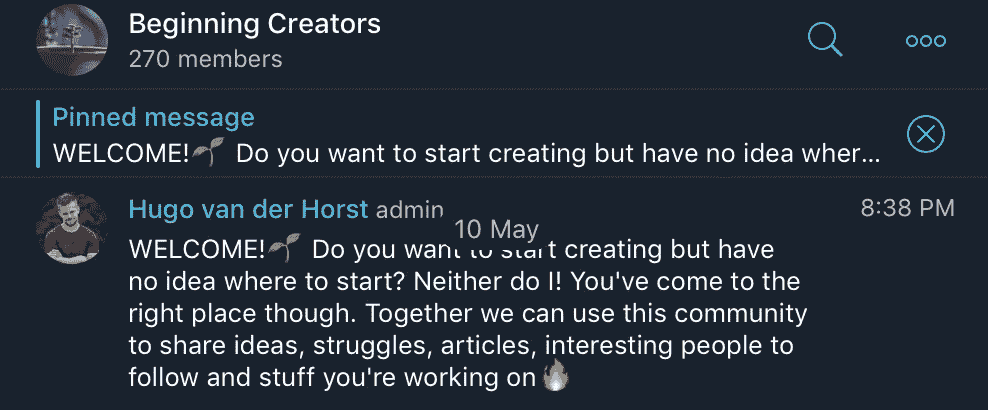 Beginning Creators
270 members
ooo
Pinned message
WELCOME!🌱 Do you want to start creating but have no idea wher...
Hugo van der Horst admin
8:38 PM
10 May
WELCOME!🌱 Do you want to start creating but have
no idea where to start? Neither do I! You've come to the
right place though. Together we can use this community
to share ideas, struggles, articles, interesting people to
follow and stuff you're working on🔥